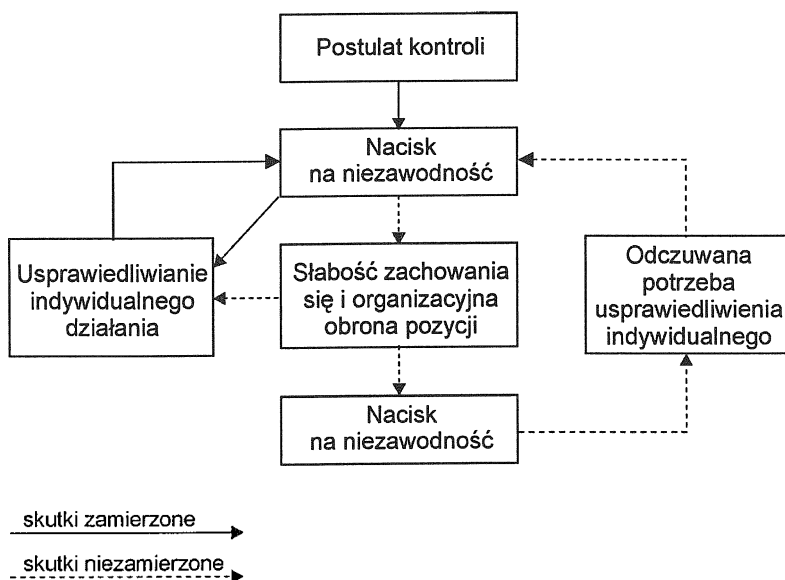 Postulat kontroli
Nacisk
na niezawodność
Usprawiedliwianie
indywidualnego
działania
Słabość zachowania
się i organizacyjna
obrona pozycji
Odczuwana
potrzeba
usprawiedliwienia
indywidualnego
Nacisk
na niezawodność
skutki zamierzone
skutki niezamierzone